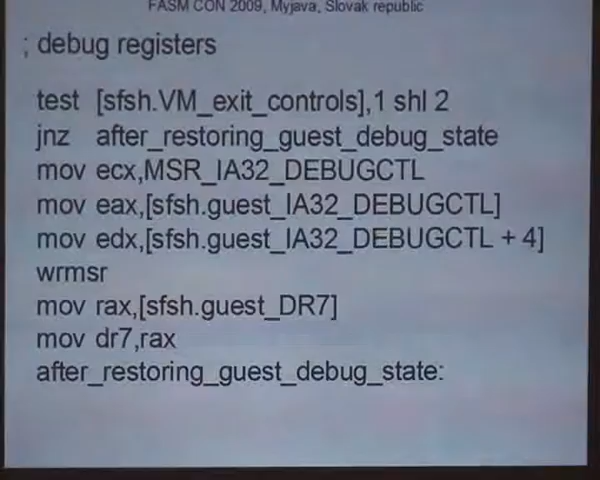 FASM CON 2009, Myjava, Slovak republic
; debug registers
test [sfsh.VM_exit_controls],1 shl 2
jnz after_restoring_guest_debug_state
mov ecx,MSR_IA32_DEBUGCTL
mov eax,[sfsh.guest_IA32_DEBUGCTL]
mov edx,[sfsh.guest_IA32_DEBUGCTL + 4]
wrmsr
mov rax,[sfsh.guest_DR7]
mov dr7,rax
after_restoring_guest_debug_state: